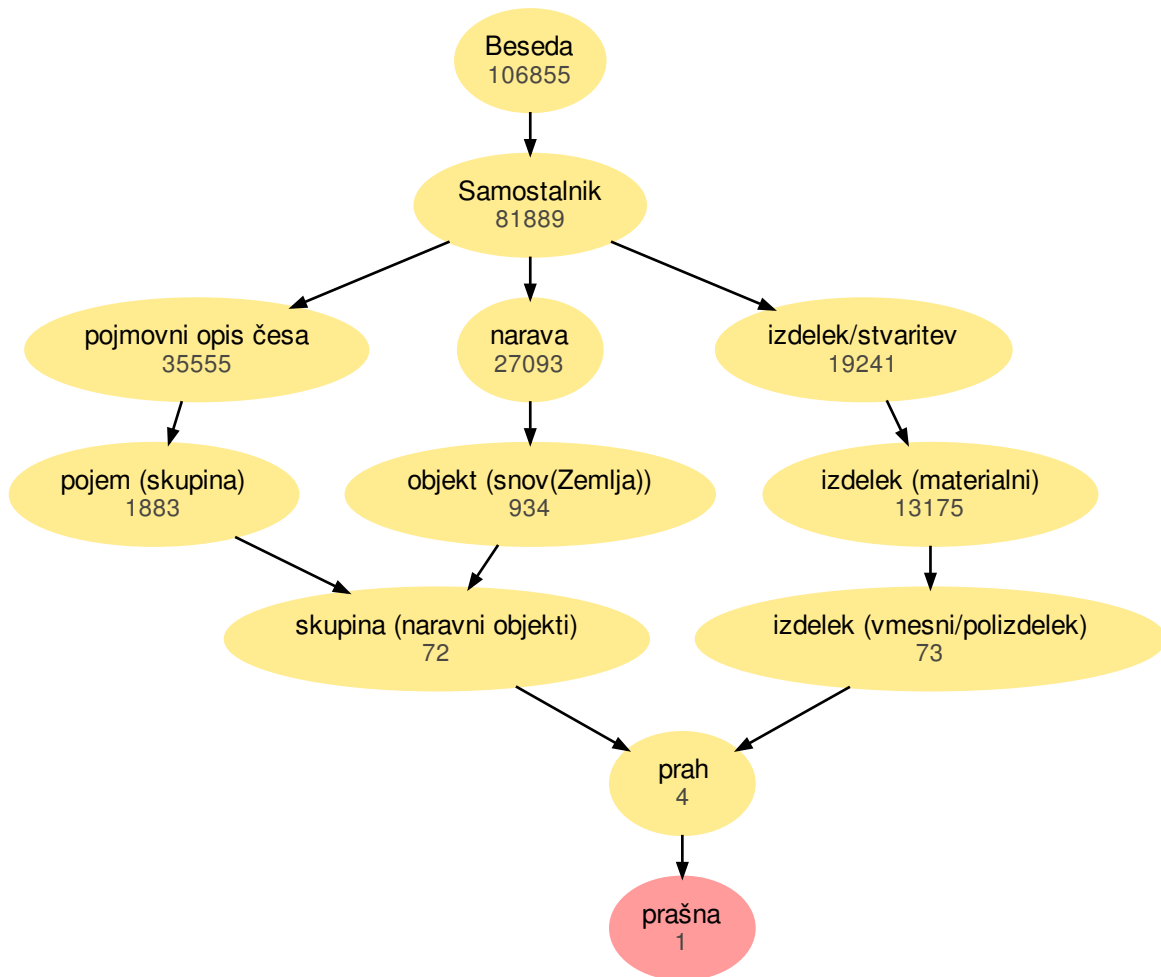 Beseda
106855
Samostalnik
81889
pojmovni opis česa
35555
narava
27093
izdelek/stvaritev
19241
pojem (skupina)
1883
objekt (snov(Zemlja))
934
izdelek (materialni)
13175
skupina (naravni objekti)
72
izdelek (vmesni/polizdelek)
73
prah
4
prašna
1